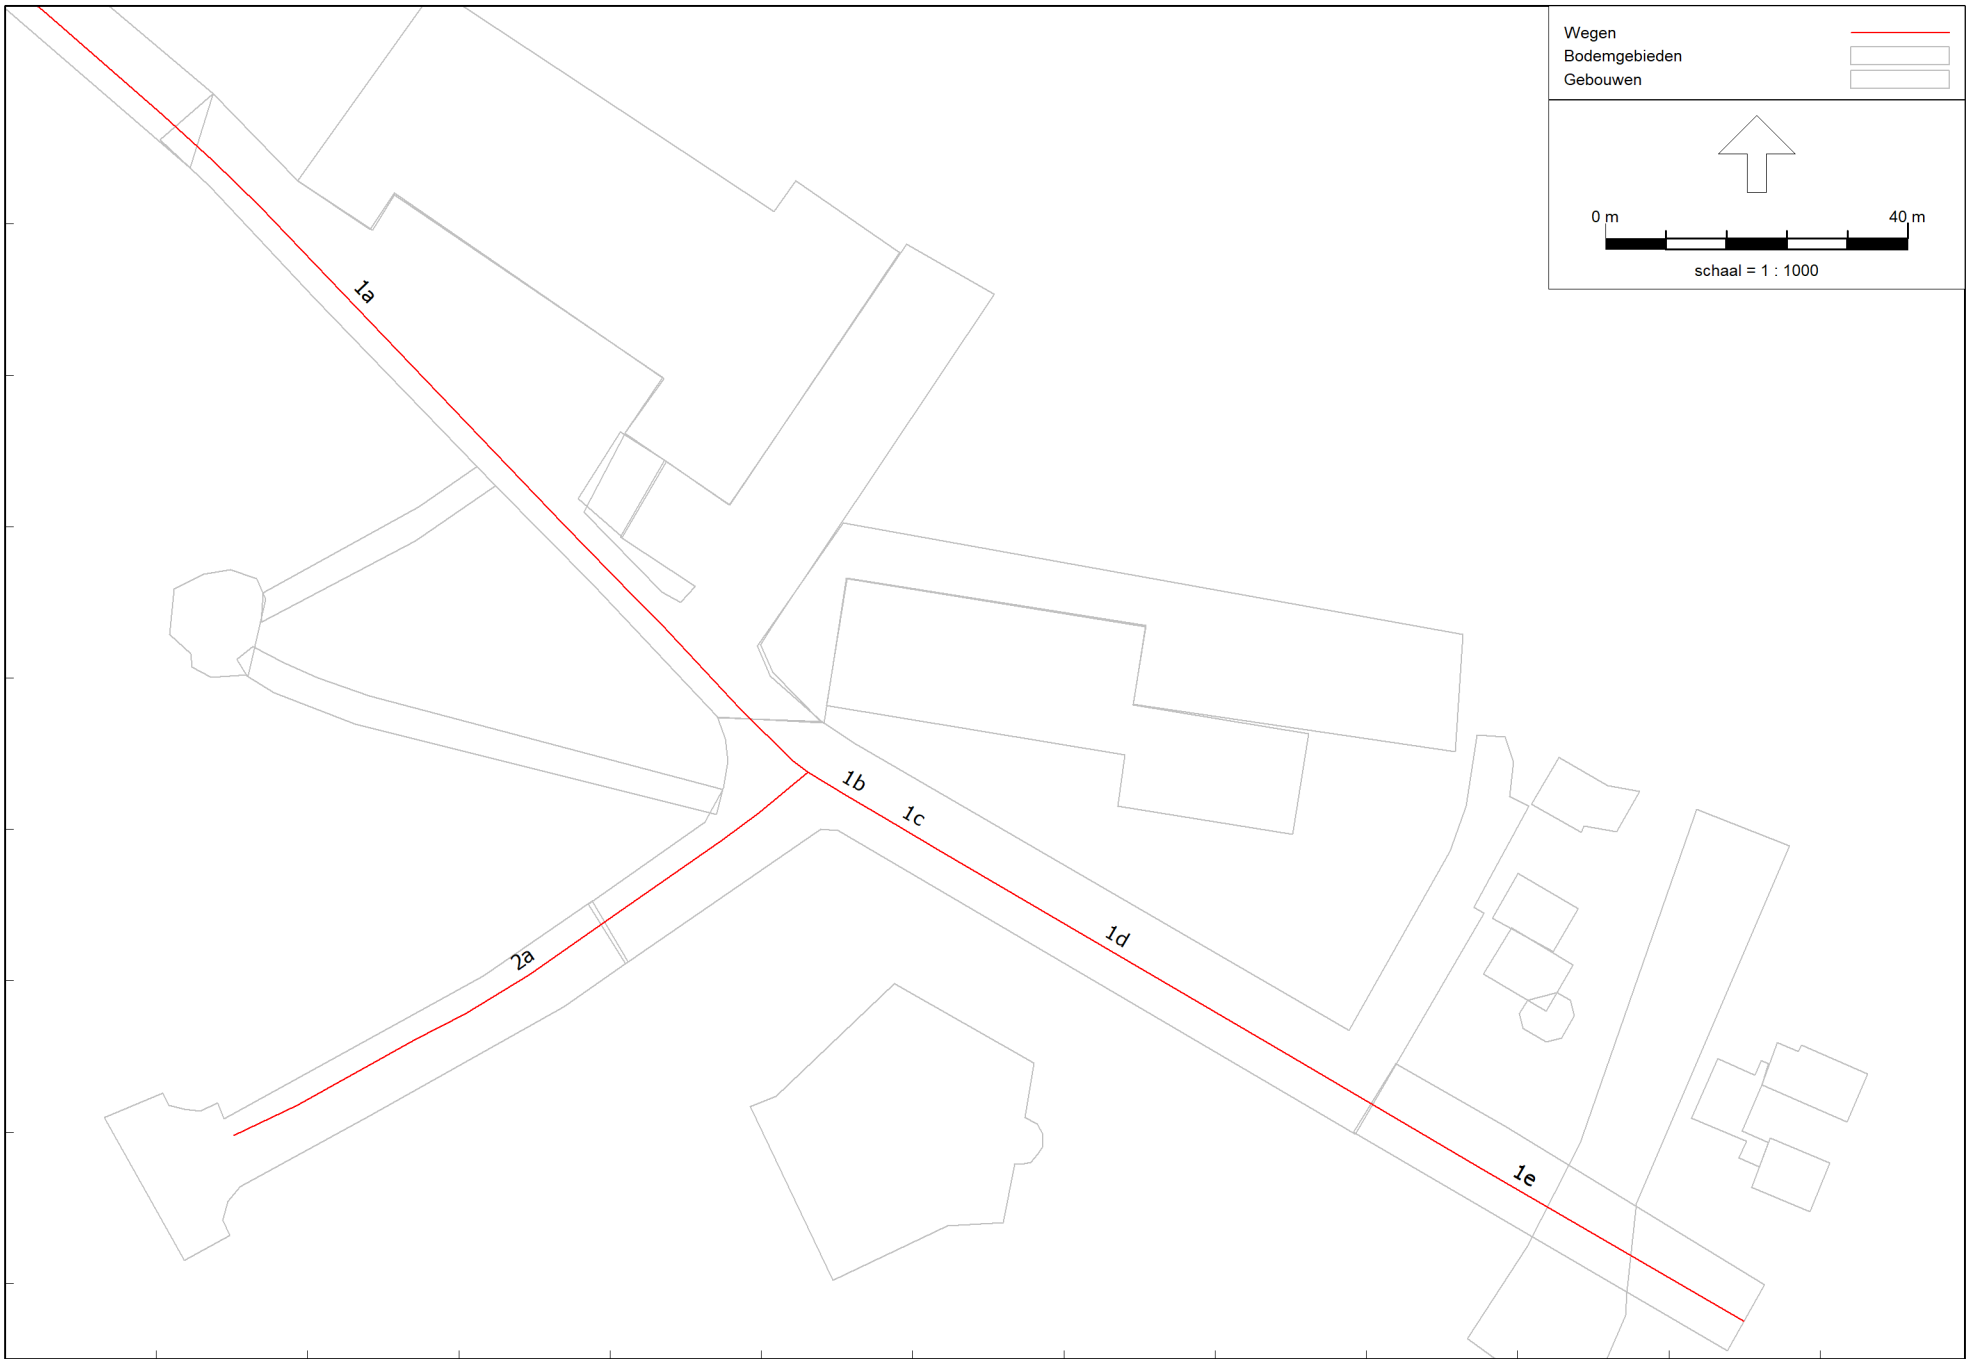 Wegen
Bodemgebieden
Gebouwen
0 m 40 m
schaal = 1 : 1000
1a
1b
1c
1d
2a
1e